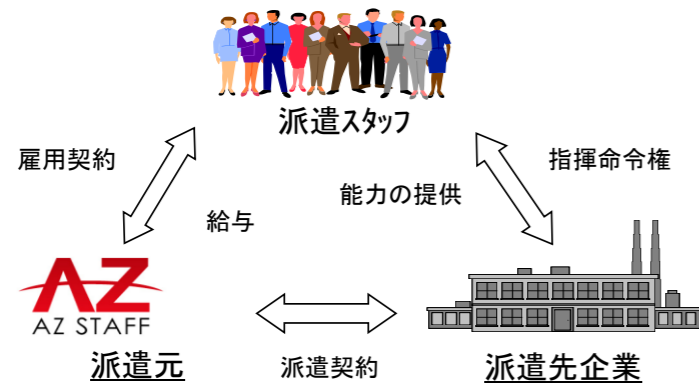 派遣スタッフ
雇用契約
指揮命令権
能力の提供
給与
AZ
AZ STAFF
派遣元
派遣契約
派遣先企業